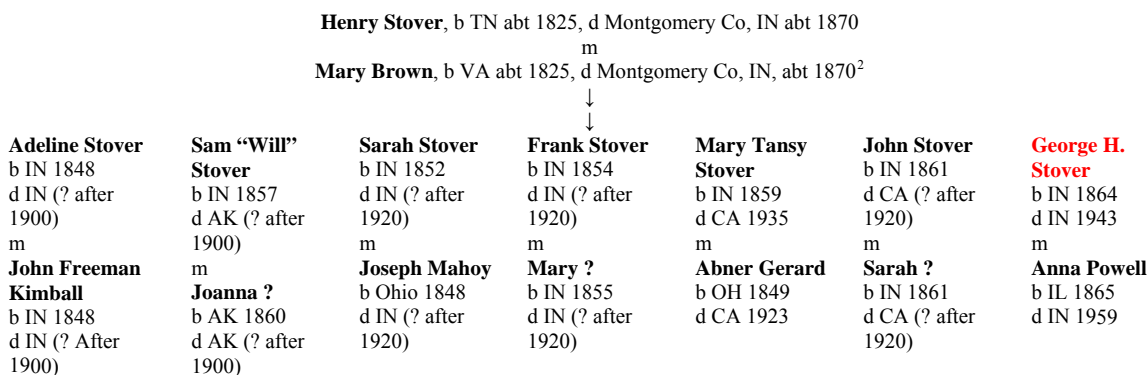 Henry Stover, b TN abt 1825, d Montgomery Co, IN abt 1870
m
Mary Brown, b VA abt 1825, d Montgomery Co, IN, abt 1870²
↓
↓
Adeline Stover
b IN 1848
d IN (? after
1900)
m
John Freeman
Kimball
b IN 1848
d IN (? After
1900)
Sam “Will”
Stover
b IN 1857
d AK (? after
1900)
m
Joanna ?
b AK 1860
d AK (? after
1900)
Sarah Stover
b IN 1852
d IN (? after
1920)
m
Joseph Mahoy
b Ohio 1848
d IN (? after
1920)
Frank Stover
b IN 1854
d IN (? after
1920)
m
Mary ?
b IN 1855
d IN (? after
1920)
Mary Tansy
Stover
b IN 1859
d CA 1935
m
Abner Gerard
b OH 1849
d CA 1923
John Stover
b IN 1861
d CA (? after
1920)
m
Sarah ?
b IN 1861
d CA (? after
1920)
George H.
Stover
b IN 1864
d IN 1943
m
Anna Powell
b IL 1865
d IN 1959